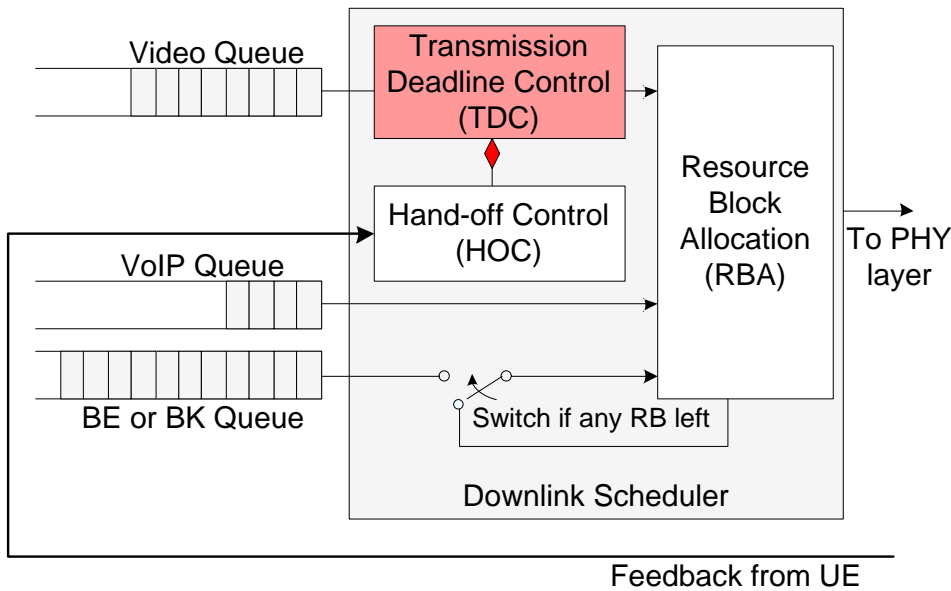 Video Queue
Transmission
Deadline Control
(TDC)
Hand-off Control
(HOC)
VoIP Queue
BE or BK Queue
Switch if any RB left
Resource
Block
Allocation
(RBA)
To PHY
layer
Downlink Scheduler
Feedback from UE